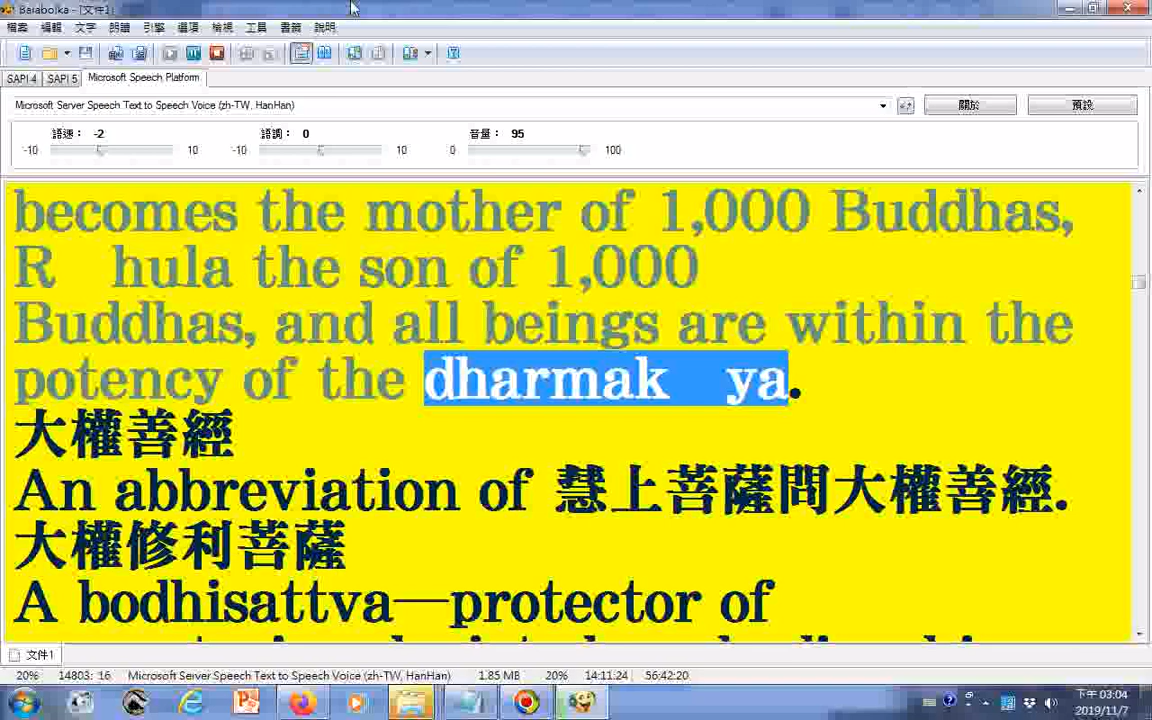 Balabolka - [文件1]
檔案 編輯 文字 朗讀 引擎 選項 檢視 工具 書籤 說明
SAPI 4 SAPI 5 Microsoft Speech Platform
Microsoft Server Speech Text to Speech Voice (zh-TW, HanHan) 關於 預設
語速： -2 語調： 0 音量： 95
-10 10 -10 10 0 100
becomes the mother of 1,000 Buddhas,
R hula the son of 1,000
Buddhas, and all beings are within the
potency of the dharmak ya.
大權善經
An abbreviation of 慧上菩薩問大權善經.
大權修利菩薩
A bodhisattva—protector of
文件1
20% 14803: 16 Microsoft Server Speech Text to Speech Voice (zh-TW, HanHan) 1.85 MB 20% 14:11.24 56:42:20
下午 03:04
2019/11/7